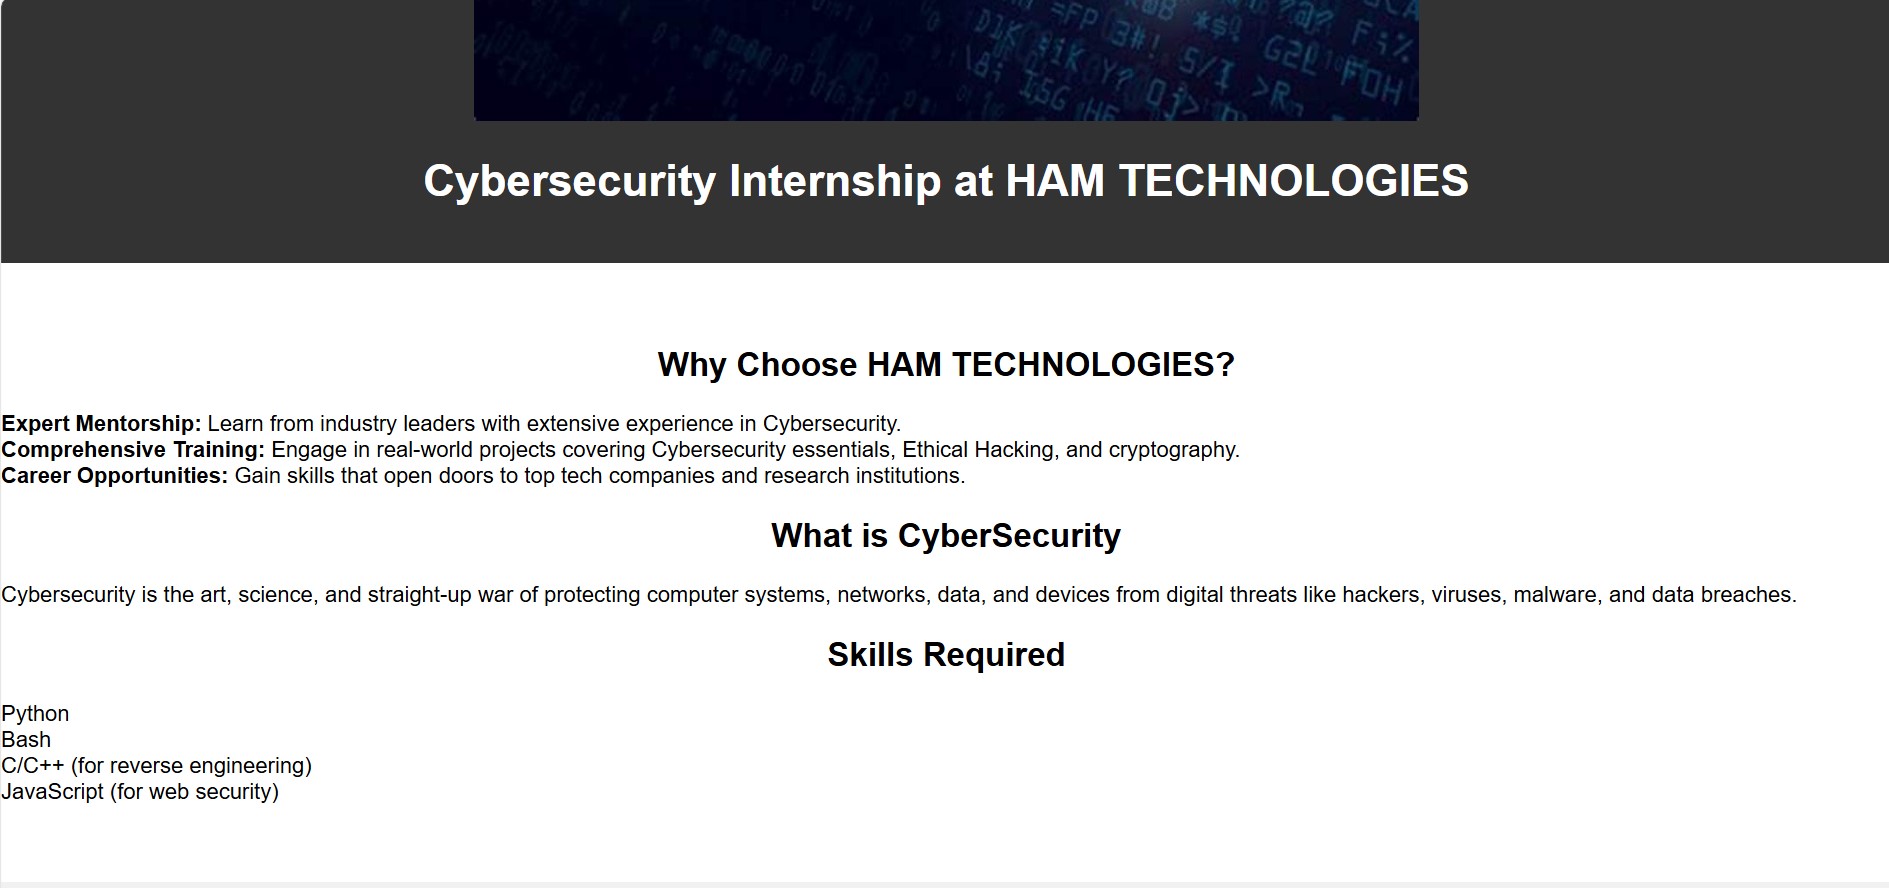 Cybersecurity Internship at HAM TECHNOLOGIES
Why Choose HAM TECHNOLOGIES?
Expert Mentorship: Learn from industry leaders with extensive experience in Cybersecurity.
Comprehensive Training: Engage in real-world projects covering Cybersecurity essentials, Ethical Hacking, and cryptography.
Career Opportunities: Gain skills that open doors to top tech companies and research institutions.
What is CyberSecurity
Cybersecurity is the art, science, and straight-up war of protecting computer systems, networks, data, and devices from digital threats like hackers, viruses, malware, and data breaches.
Skills Required
Python
Bash
C/C++ (for reverse engineering)
JavaScript (for web security)